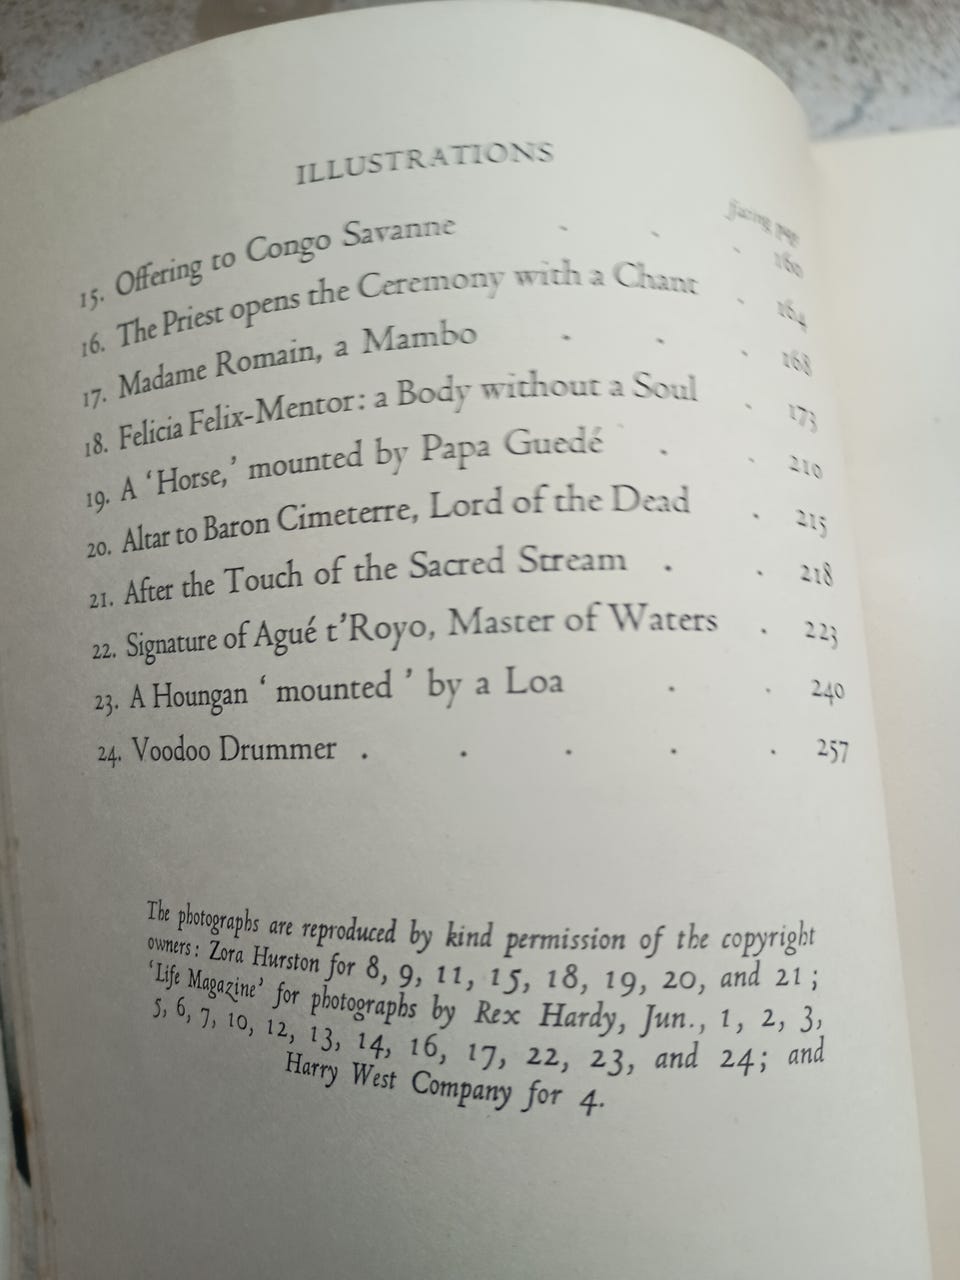 ILLUSTRATIONS
facing page
15. Offering to Congo Savanne . . . 160
16. The Priest opens the Ceremony with a Chant . 164
17. Madame Romain, a Mambo . . . 168
18. Felicia Felix-Mentor: a Body without a Soul . 173
19. A ‘Horse,’ mounted by Papa Guedé . . 210
20. Altar to Baron Cimeterre, Lord of the Dead . 215
21. After the Touch of the Sacred Stream . . 218
22. Signature of Agué t’Royo, Master of Waters . 223
23. A Houngan ‘ mounted ’ by a Loa . . 240
24. Voodoo Drummer . . . . . 257
The photographs are reproduced by kind permission of the copyright
owners: Zora Hurston for 8, 9, 11, 15, 18, 19, 20, and 21 ;
‘Life Magazine’ for photographs by Rex Hardy, Jun., 1, 2, 3,
5, 6, 7, 10, 12, 13, 14, 16, 17, 22, 23, and 24; and
Harry West Company for 4.